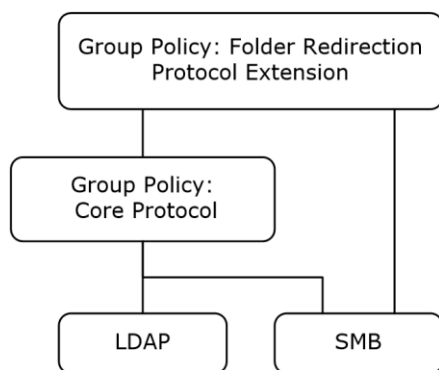 Group Policy: Folder Redirection
Protocol Extension
Group Policy:
Core Protocol
LDAP
SMB